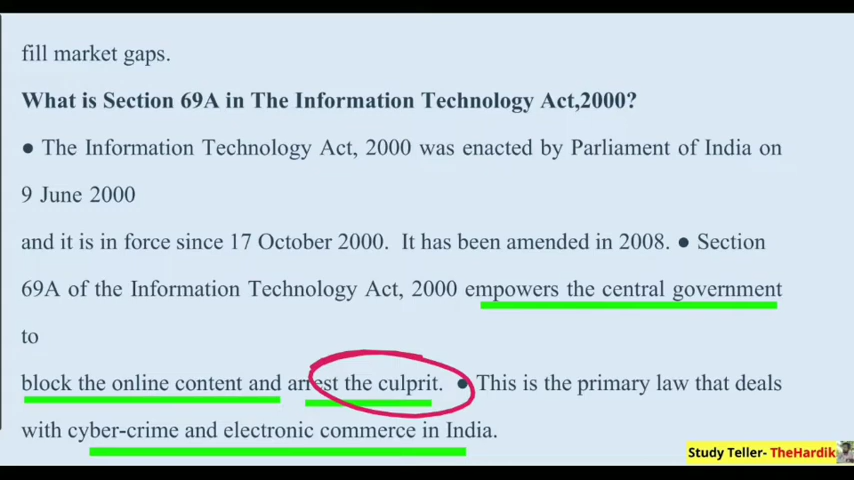 fill market gaps.
What is Section 69A in The Information Technology Act,2000?
● The Information Technology Act, 2000 was enacted by Parliament of India on
9 June 2000
and it is in force since 17 October 2000. It has been amended in 2008. ● Section
69A of the Information Technology Act, 2000 empowers the central government
to
block the online content and arrest the culprit. ● This is the primary law that deals
with cyber-crime and electronic commerce in India.
Study Teller- TheHardik